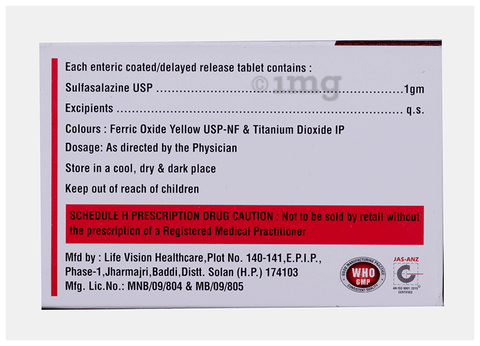 Each enteric coated/delayed release tablet contains :
Sulfasalazine USP ............................................................1gm
Excipients ....................................................................... q.s.
Colours : Ferric Oxide Yellow USP-NF & Titanium Dioxide IP
Dosage: As directed by the Physician
Store in a cool, dry & dark place
Keep out of reach of children
SCHEDULE H PRESCRIPTION DRUG CAUTION : Not to be sold by retail without
the prescription of a Registered Medical Practitioner
Mfd by : Life Vision Healthcare,Plot No. 140-141,E.P.I.P.,
Phase-1,Jharmajri,Baddi,Distt. Solan (H.P.) 174103
Mfg. Lic.No.: MNB/09/804 & MB/09/805
WHO
GMP
JAS-ANZ
CERTIFIED
©1mg